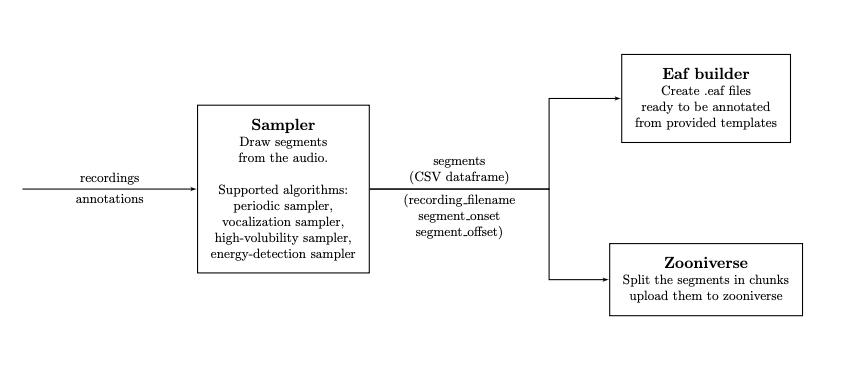 recordings
annotations
Sampler
Draw segments
from the audio.
Supported algorithms:
periodic sampler,
vocalization sampler,
high-volubility sampler,
energy-detection sampler
segments
(CSV dataframe)
(recording_filename
segment_onset
segment_offset)
Eaf builder
Create .eaf files
ready to be annotated
from provided templates
Zooniverse
Split the segments in chunks
upload them to zooniverse